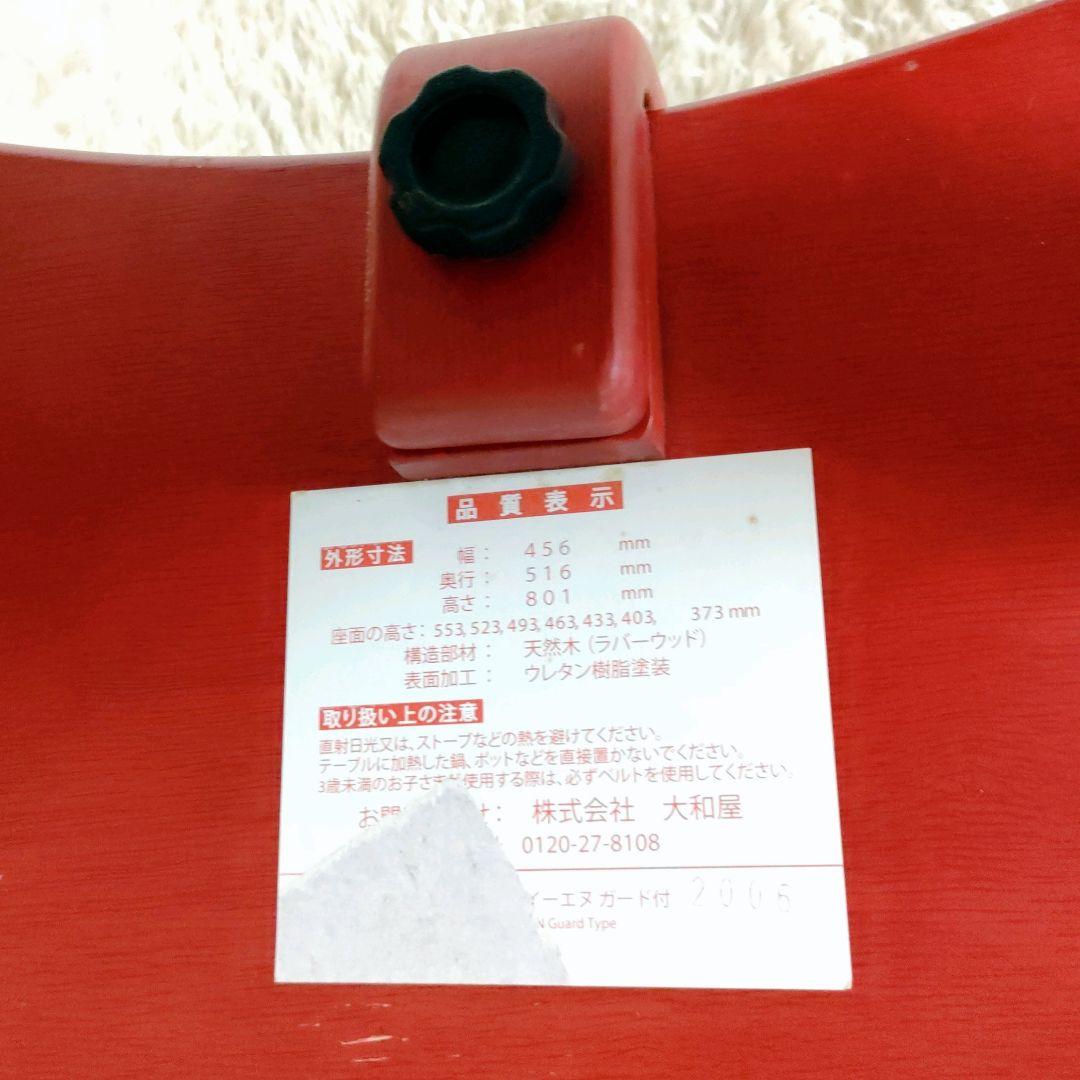 品質表示
外形寸法 幅： 456 mm
奥行： 516 mm
高さ： 801 mm
座面の高さ： 553, 523, 493, 463, 433, 403, 373 mm
構造部材： 天然木（ラバーウッド）
表面加工： ウレタン樹脂塗装
取り扱い上の注意
直射日光又は、ストーブなどの熱を避けてください。
テーブルに加熱した鍋、ポットなどを直接置かないでください。
3歳未満のお子さ 使用する際は、必ずベルトを使用してください。
お問 ： 株式会社 大和屋
0120-27-8108
イーエヌ ガード付 2006
N Guard Type